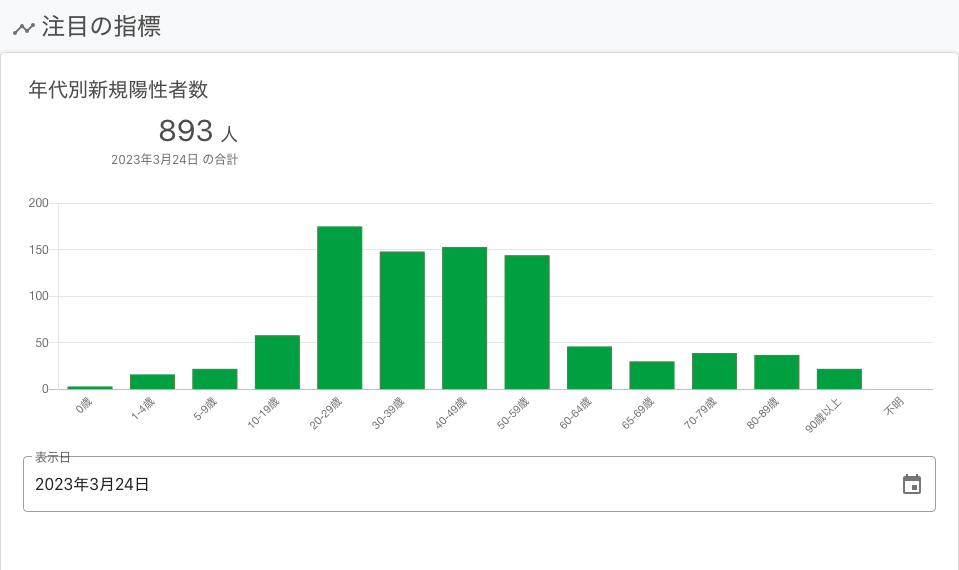 注目の指標
年代別新規陽性者数
893 人
2023年3月24日 の合計
200
150
100
50
0
0歳
1-4歳
5-9歳
10-19歳
20-29歳
30-39歳
40-49歳
50-59歳
60-64歳
65-69歳
70-79歳
80-89歳
90歳以上
不明
表示日
2023年3月24日